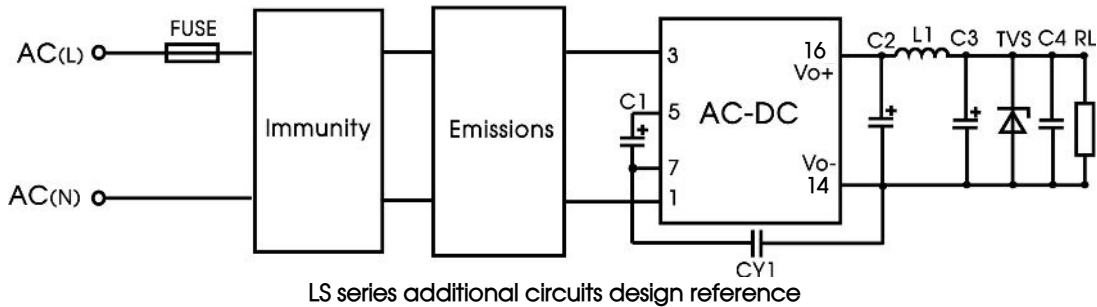 FUSE
AC(L)
Immunity
Emissions
3
C1
5
7
1
AC-DC
16
Vo+
Vo-
14
C2
L1
C3
TVS
C4
RL
AC(N)
CY1
LS series additional circuits design reference